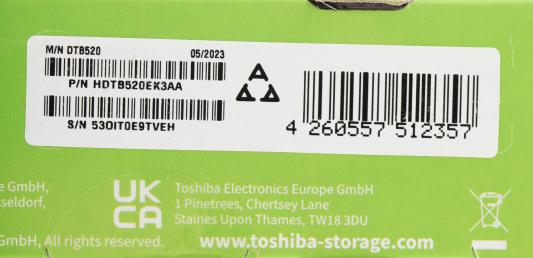 M/N DTB520
05/2023
P/N HDTB520EK3AA
S/N 53OIT0E9TVEH
4 260557 512357
e GmbH,
seldorf,
UK
CA
Toshiba Electronics Europe GmbH
1 Pinetrees, Chertsey Lane
Staines Upon Thames, TW18 3DU
GmbH, All rights reserved.
www.toshiba-storage.com